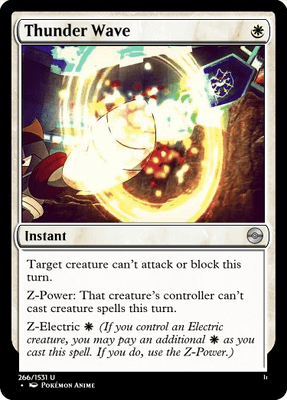 Thunder Wave
Instant
Target creature can't attack or block this
turn.
Z-Power: That creature's controller can't
cast creature spells this turn.
Z-Electric (If you control an Electric
creature, you may pay an additional as you
cast this spell. If you do, use the Z-Power.)
266/1531 U
• Pokémon Anime